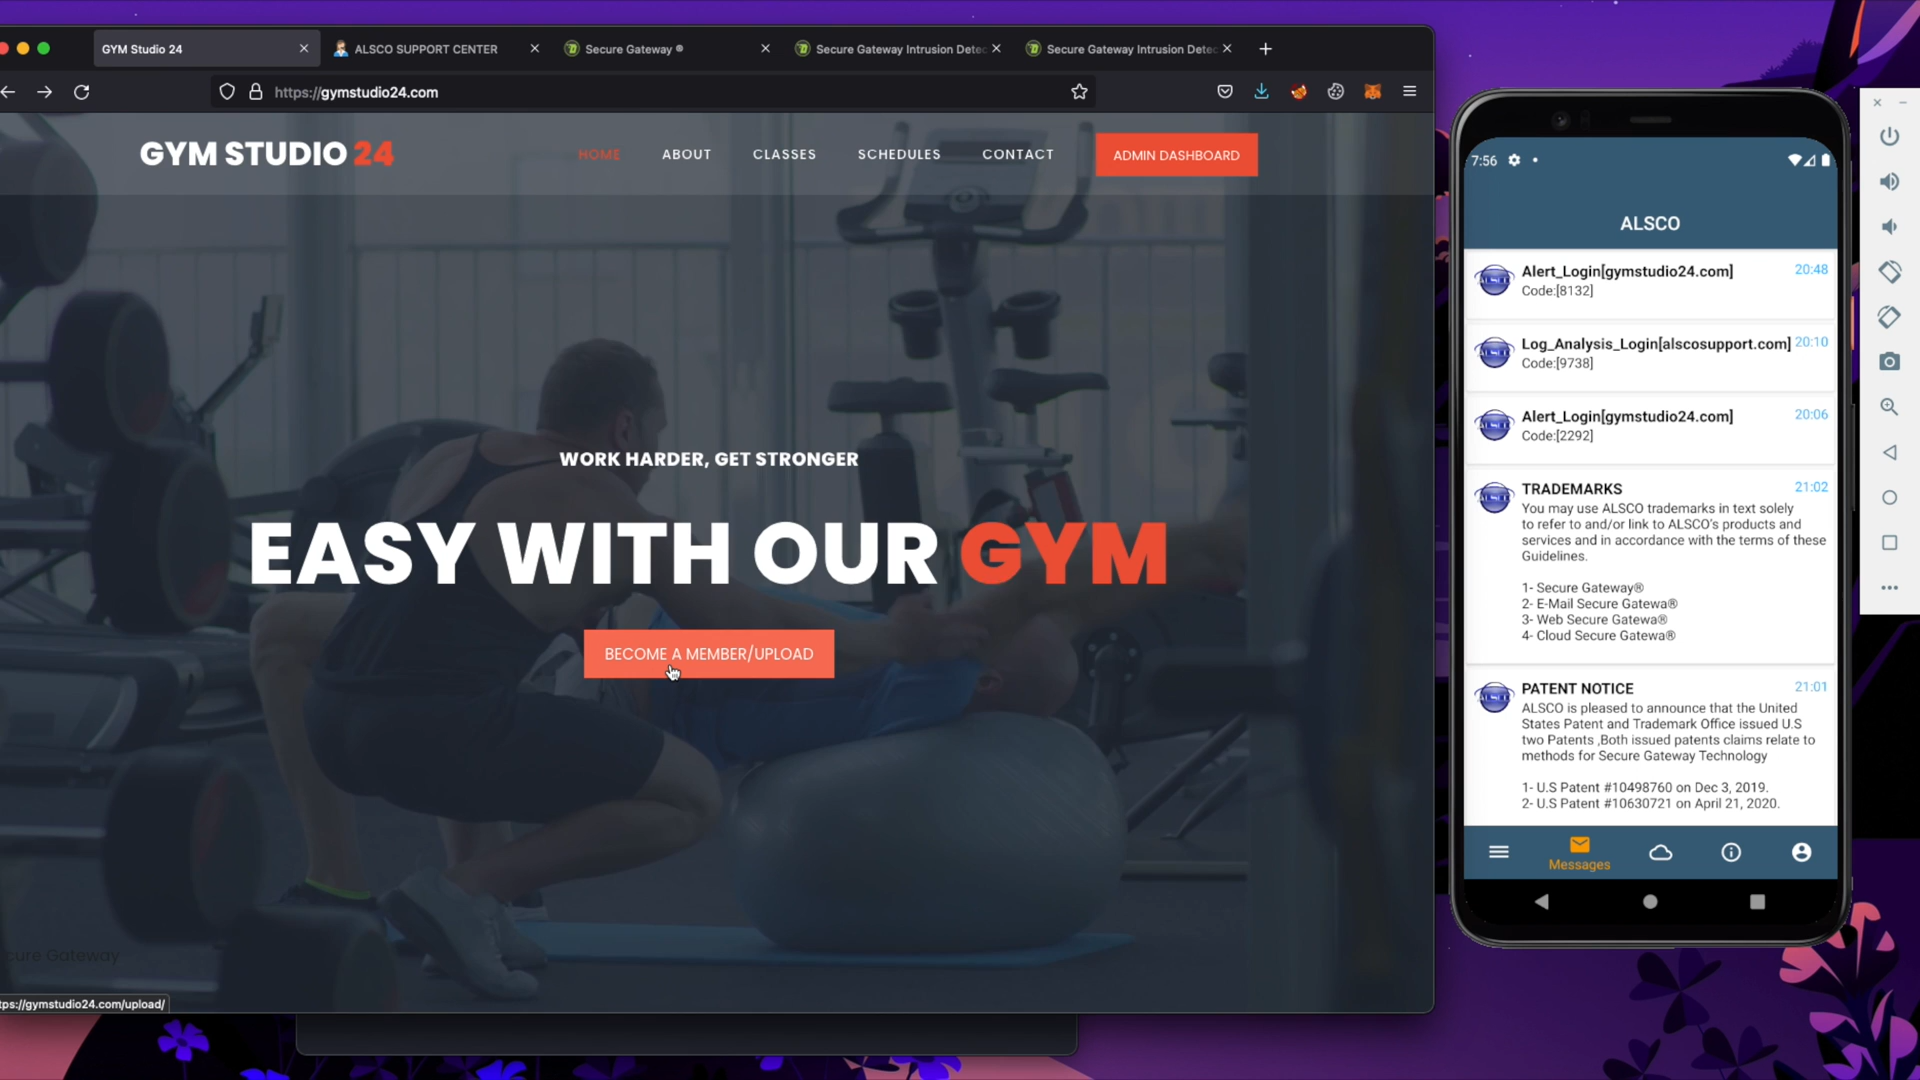 GYM Studio 24
ALSCO SUPPORT CENTER
Secure Gateway ®
Secure Gateway Intrusion Detec
Secure Gateway Intrusion Detec
https://gymstudio24.com
GYM STUDIO 24
HOME
ABOUT
CLASSES
SCHEDULES
CONTACT
ADMIN DASHBOARD
WORK HARDER, GET STRONGER
EASY WITH OUR GYM
BECOME A MEMBER/UPLOAD
cure Gateway
tps://gymstudio24.com/upload/
7:56
ALSCO
Alert_Login[gymstudio24.com] 20:48
Code:[8132]
Log_Analysis_Login[alscosupport.com] 20:10
Code:[9738]
Alert_Login[gymstudio24.com] 20:06
Code:[2292]
TRADEMARKS 21:02
You may use ALSCO trademarks in text solely
to refer to and/or link to ALSCO's products and
services and in accordance with the terms of these
Guidelines.
1- Secure Gateway®
2- E-Mail Secure Gatewa®
3- Web Secure Gatewa®
4- Cloud Secure Gatewa®
PATENT NOTICE 21:01
ALSCO is pleased to announce that the United
States Patent and Trademark Office issued U.S
two Patents ,Both issued patents claims relate to
methods for Secure Gateway Technology
1- U.S Patent #10498760 on Dec 3, 2019.
2- U.S Patent #10630721 on April 21, 2020.
Messages